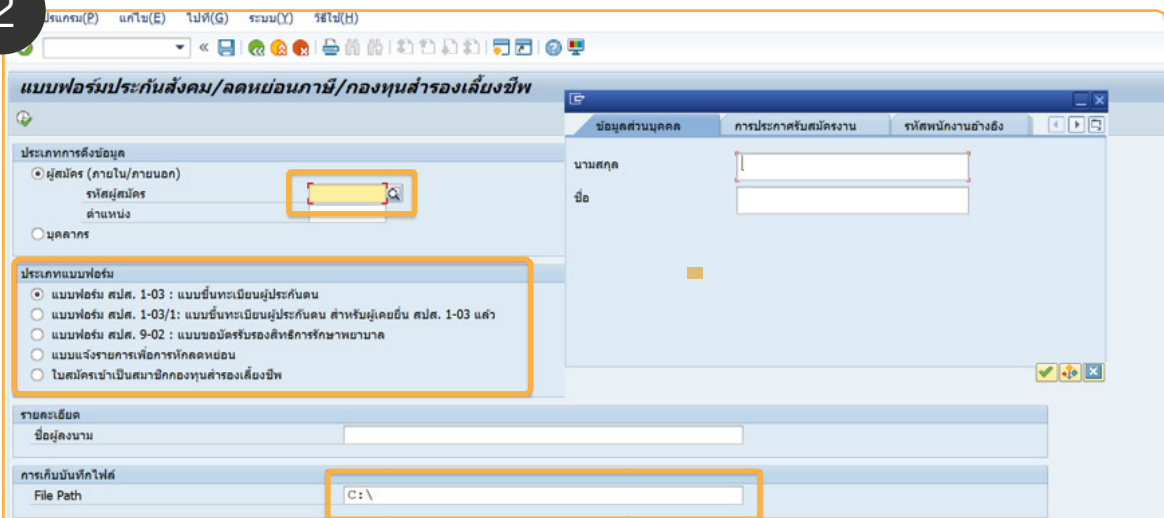 2
ปรแกรม(P) แก้ไข(E) ไปที่(G) ระบบ(Y) วิธีใช้(H)
แบบฟอร์มประกันสังคม/ลดหย่อนภาษี/กองทุนสำรองเลี้ยงชีพ
ข้อมูลส่วนบุคคล การประกาศรับสมัครงาน รหัสพนักงานอ้างอิง
นามสกุล
ชื่อ
ประเภทการดึงข้อมูล
ผู้สมัคร (ภายใน/ภายนอก)
รหัสผู้สมัคร
ตำแหน่ง
บุคลากร
ประเภทแบบฟอร์ม
แบบฟอร์ม สปส. 1-03 : แบบขึ้นทะเบียนผู้ประกันตน
แบบฟอร์ม สปส. 1-03/1: แบบขึ้นทะเบียนผู้ประกันตน สำหรับผู้เคยยื่น สปส. 1-03 แล้ว
แบบฟอร์ม สปส. 9-02 : แบบขอบัตรรับรองสิทธิการรักษาพยาบาล
แบบแจ้งรายการเพื่อการหักลดหย่อน
ใบสมัครเข้าเป็นสมาชิกกองทุนสำรองเลี้ยงชีพ
รายละเอียด
ชื่อผู้ลงนาม
การเก็บบันทึกไฟล์
File Path C:\